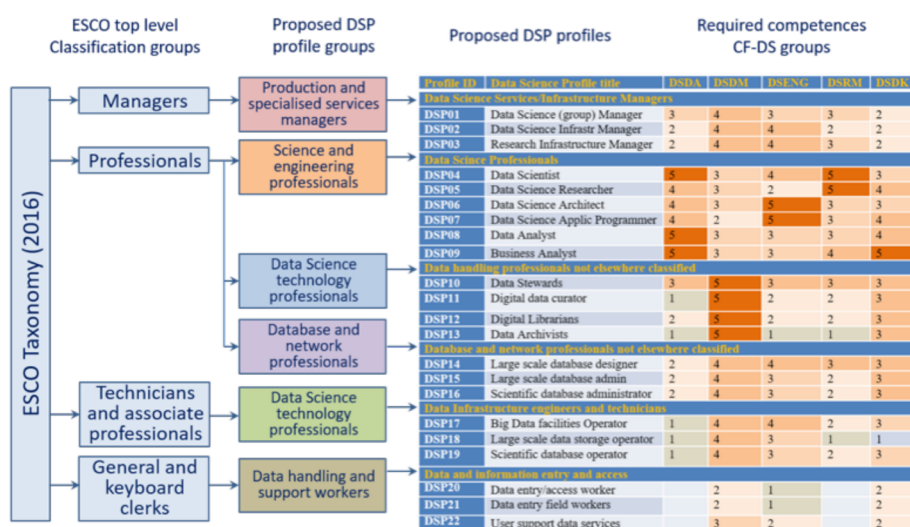 ESCO top level
Classification groups
Proposed DSP
profile groups
Proposed DSP profiles
Required competences
CF-DS groups
ESCO Taxonomy (2016)
Managers
Professionals
Technicians
and associate
professionals
General and
keyboard
clerks
Production and
specialised services
managers
Science and
engineering
professionals
Data Science
technology
professionals
Database and
network
professionals
Data Science
technology
professionals
Data handling and
support workers
Profile ID Data Science Profile title DSDA DSDM DSENG DSRM DSDK
Data Science Services/Infrastructure Managers
DSP01 Data Science (group) Manager 3 4 3 3 2
DSP02 Data Science Infrastr Manager 2 4 4 2 2
DSP03 Research Infrastructure Manager 2 4 4 3 2
Data Scince Professionals
DSP04 Data Scientist 5 3 4 5 3
DSP05 Data Science Researcher 4 3 2 5 4
DSP06 Data Science Architect 4 3 5 3 3
DSP07 Data Science Applic Programmer 4 2 5 3 4
DSP08 Data Analyst 5 3 3 3 4
DSP09 Business Analyst 5 3 3 4 5
Data handling professionals not elsewhere classified
DSP10 Data Stewards 3 5 3 3 3
DSP11 Digital data curator 1 5 2 2 3
DSP12 Digital Librarians 2 5 2 2 3
DSP13 Data Archivists 1 5 1 1 3
Database and network professionals not elsewhere classified
DSP14 Large scale database designer 2 4 4 3 3
DSP15 Large scale database admin 2 4 3 2 3
DSP16 Scientific database administrator 2 4 3 2 3
Data Infrastructure engineers and technicians
DSP17 Big Data facilities Operator 1 4 4 2 3
DSP18 Large scale data storage operator 1 4 3 1 1
DSP19 Scientific database operator 1 4 3 2 3
Data and information entry and access
DSP20 Data entry/access worker 2 1 2
DSP21 Data entry field workers 2 1 2
DSP22 User support data services 3 2 2